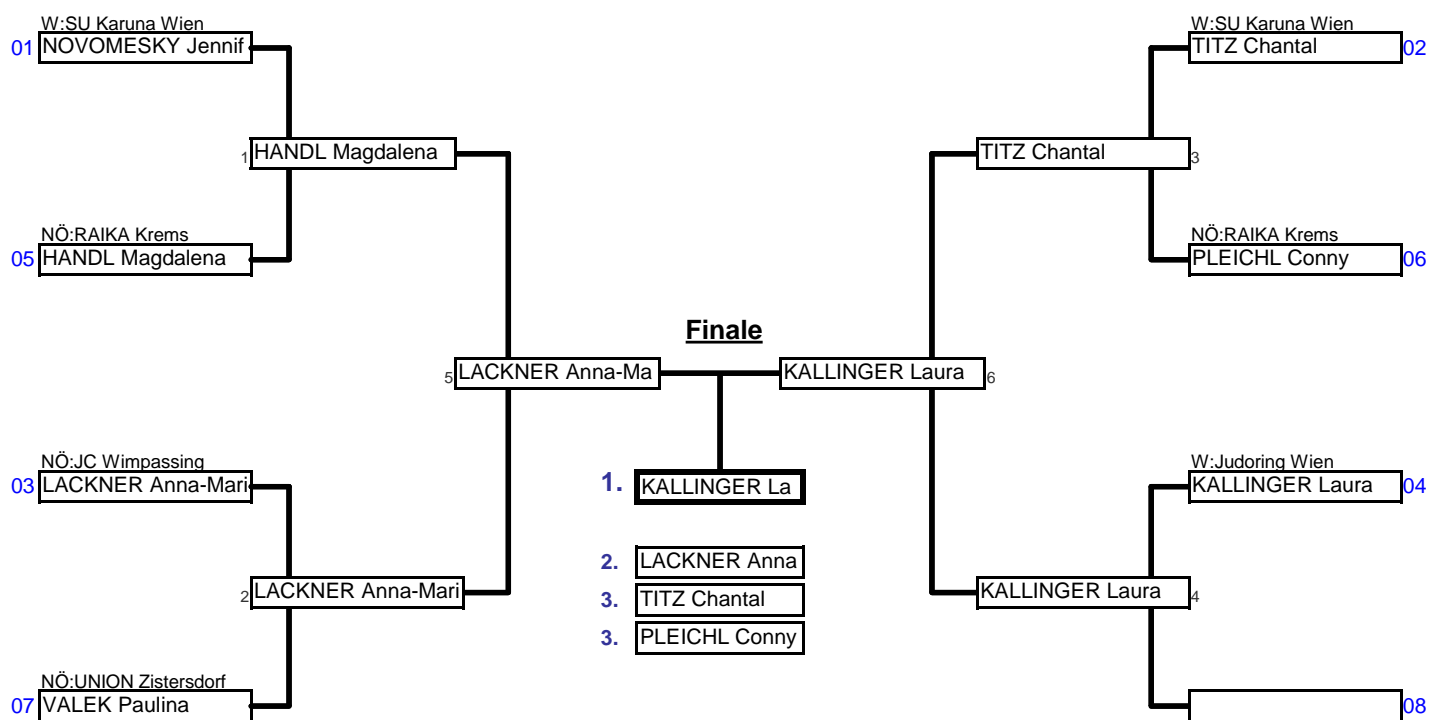 W:SU Karuna Wien
01 NOVOMESKY Jennif
W:SU Karuna Wien
TITZ Chantal 02
1 HANDL Magdalena
TITZ Chantal 3
NÖ:RAIKA Krems
05 HANDL Magdalena
NÖ:RAIKA Krems
PLEICHL Conny 06
Finale
5 LACKNER Anna-Ma
KALLINGER Laura 6
NÖ:JC Wimpassing
03 LACKNER Anna-Mari
1. KALLINGER La
W:Judoring Wien
KALLINGER Laura 04
2. LACKNER Anna
2 LACKNER Anna-Mari
3. TITZ Chantal
KALLINGER Laura 4
3. PLEICHL Conny
NÖ:UNION Zistersdorf
07 VALEK Paulina
08